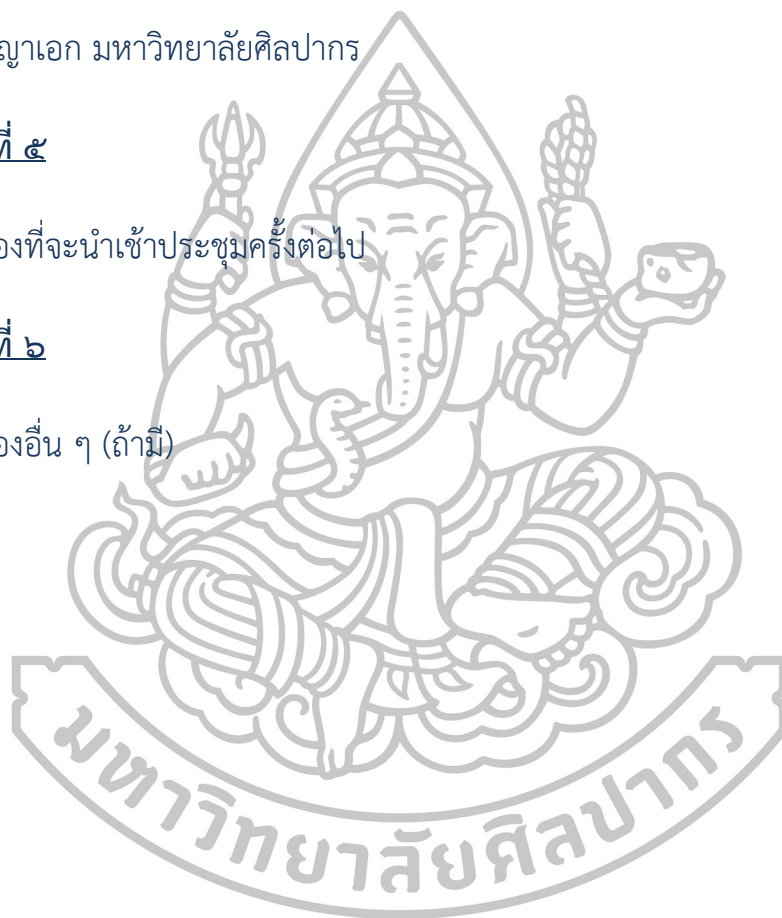 ญาเอก มหาวิทยาลัยศิลปากร
ที่ ๕
องที่จะนำเข้าประชุมครั้งต่อไป
ที่ ๖
องอื่น ๆ (ถ้ามี)
มหาวิทยาลัยศิลปากร